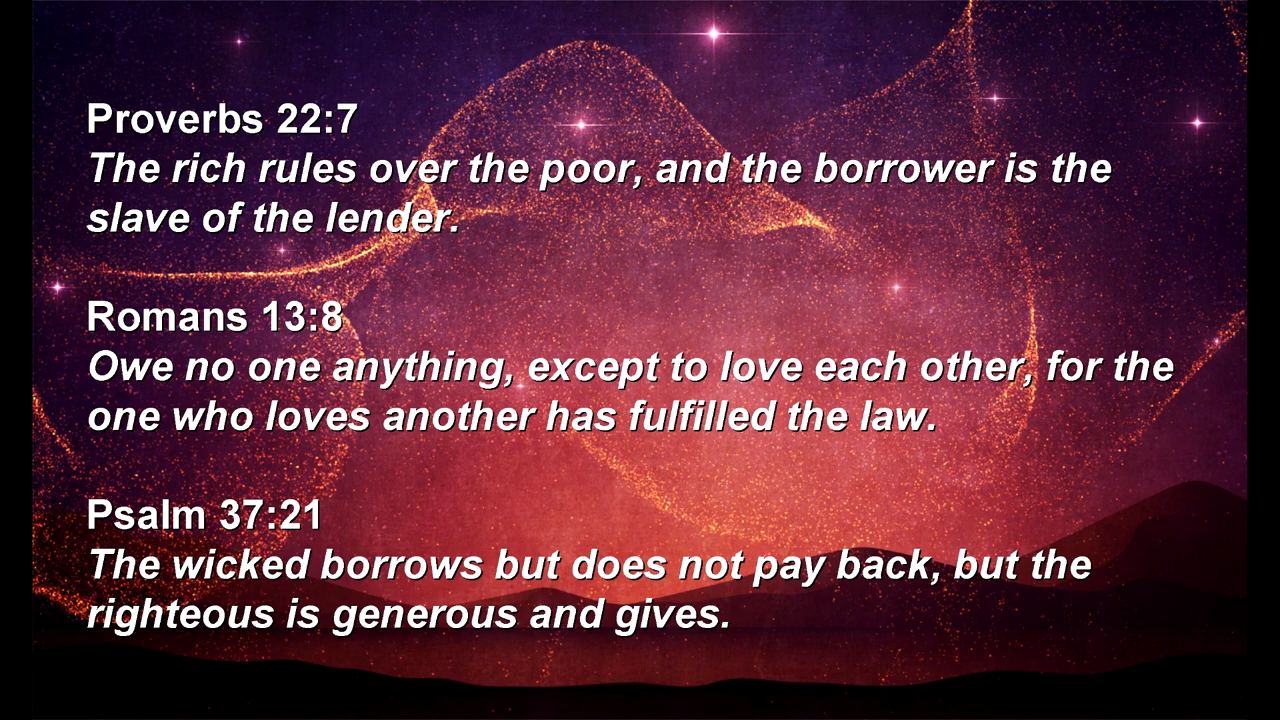 Proverbs 22:7
The rich rules over the poor, and the borrower is the
slave of the lender.
Romans 13:8
Owe no one anything, except to love each other, for the
one who loves another has fulfilled the law.
Psalm 37:21
The wicked borrows but does not pay back, but the
righteous is generous and gives.